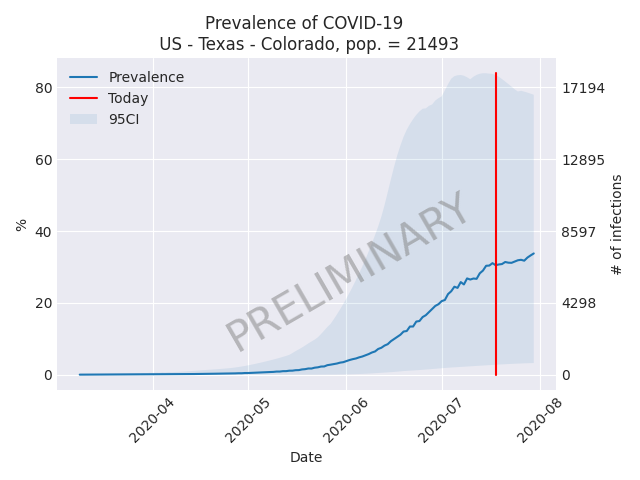 Prevalence of COVID-19
US - Texas - Colorado, pop. = 21493
Prevalence
Today
95CI
80
60
40
20
0
%
17194
12895
8597
4298
0
# of infections
PRELIMINARY
2020-04
2020-05
2020-06
2020-07
2020-08
Date